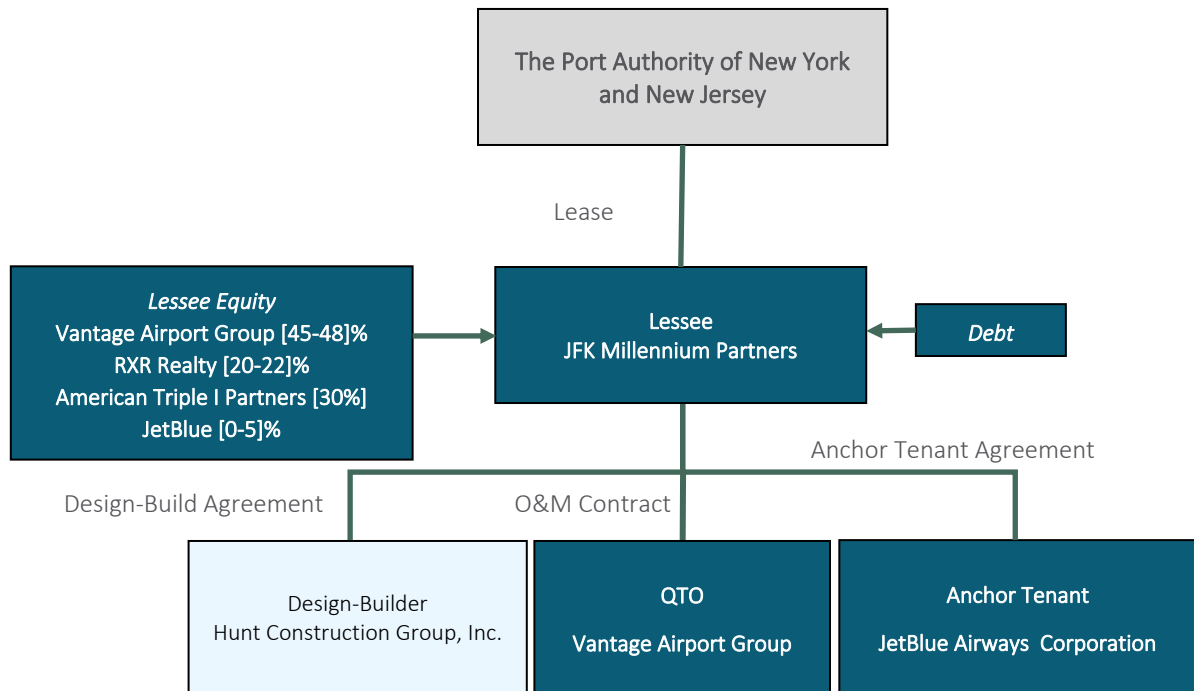 The Port Authority of New York
and New Jersey
Lease
Lessee Equity
Vantage Airport Group [45-48]%
RXR Realty [20-22]%
American Triple I Partners [30%]
JetBlue [0-5]%
Lessee
JFK Millennium Partners
Debt
Anchor Tenant Agreement
Design-Build Agreement
O&M Contract
Design-Builder
Hunt Construction Group, Inc.
QTO
Vantage Airport Group
Anchor Tenant
JetBlue Airways Corporation